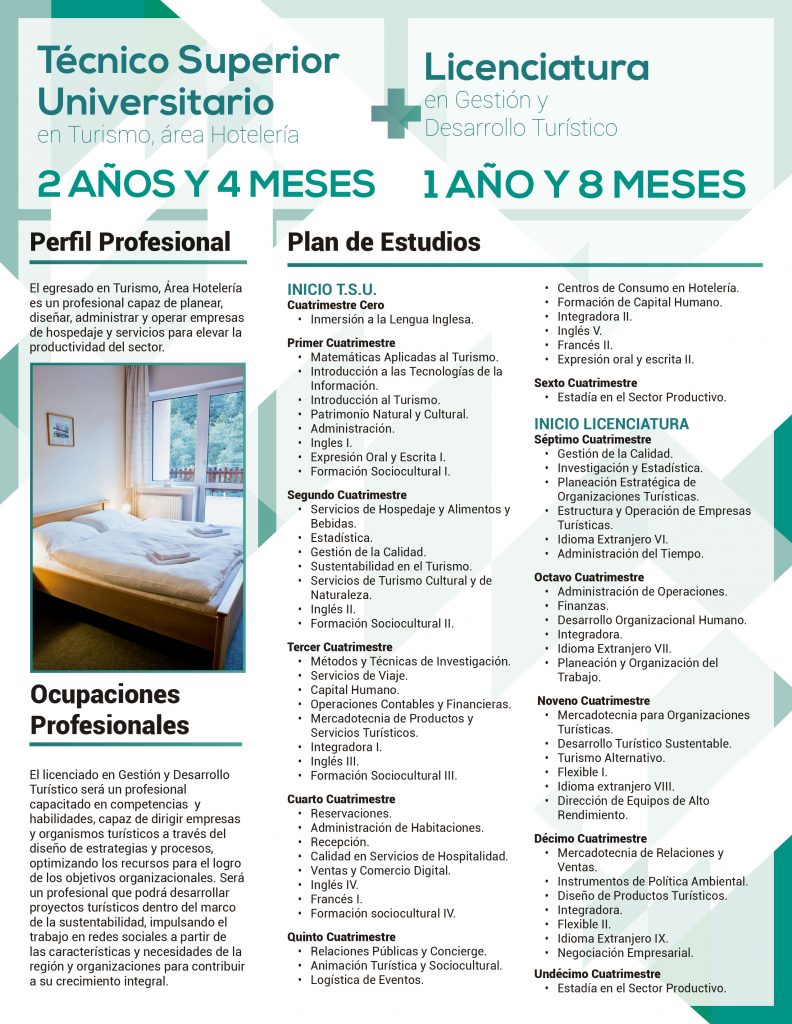 Técnico Superior
Universitario
en Turismo, área Hotelería
2 AÑOS Y 4 MESES
Licenciatura
en Gestión y
Desarrollo Turístico
1 AÑO Y 8 MESES
Perfil Profesional
El egresado en Turismo, Área Hotelería
es un profesional capaz de planear,
diseñar, administrar y operar empresas
de hospedaje y servicios para elevar la
productividad del sector.
Ocupaciones
Profesionales
El licenciado en Gestión y Desarrollo
Turístico será un profesional
capacitado en competencias y
habilidades, capaz de dirigir empresas
y organismos turísticos a través del
diseño de estrategias y procesos,
optimizando los recursos para el logro
de los objetivos organizacionales. Será
un profesional que podrá desarrollar
proyectos turísticos dentro del marco
de la sustentabilidad, impulsando el
trabajo en redes sociales a partir de
las características y necesidades de la
región y organizaciones para contribuir
a su crecimiento integral.
Plan de Estudios
INICIO T.S.U.
Cuatrimestre Cero
• Inmersión a la Lengua Inglesa.
Primer Cuatrimestre
• Matemáticas Aplicadas al Turismo.
• Introducción a las Tecnologías de la
Información.
• Introducción al Turismo.
• Patrimonio Natural y Cultural.
• Administración.
• Ingles I.
• Expresión Oral y Escrita I.
• Formación Sociocultural I.
Segundo Cuatrimestre
• Servicios de Hospedaje y Alimentos y
Bebidas.
• Estadística.
• Gestión de la Calidad.
• Sustentabilidad en el Turismo.
• Servicios de Turismo Cultural y de
Naturaleza.
• Inglés II.
• Formación Sociocultural II.
Tercer Cuatrimestre
• Métodos y Técnicas de Investigación.
• Servicios de Viaje.
• Capital Humano.
• Operaciones Contables y Financieras.
• Mercadotecnia de Productos y
Servicios Turísticos.
• Integradora I.
• Inglés III.
• Formación Sociocultural III.
Cuarto Cuatrimestre
• Reservaciones.
• Administración de Habitaciones.
• Recepción.
• Calidad en Servicios de Hospitalidad.
• Ventas y Comercio Digital.
• Inglés IV.
• Francés I.
• Formación sociocultural IV.
Quinto Cuatrimestre
• Relaciones Públicas y Concierge.
• Animación Turística y Sociocultural.
• Logística de Eventos.
• Centros de Consumo en Hotelería.
• Formación de Capital Humano.
• Integradora II.
• Inglés V.
• Francés II.
• Expresión oral y escrita II.
Sexto Cuatrimestre
• Estadía en el Sector Productivo.
INICIO LICENCIATURA
Séptimo Cuatrimestre
• Gestión de la Calidad.
• Investigación y Estadística.
• Planeación Estratégica de
Organizaciones Turísticas.
• Estructura y Operación de Empresas
Turísticas.
• Idioma Extranjero VI.
• Administración del Tiempo.
Octavo Cuatrimestre
• Administración de Operaciones.
• Finanzas.
• Desarrollo Organizacional Humano.
• Integradora.
• Idioma Extranjero VII.
• Planeación y Organización del
Trabajo.
Noveno Cuatrimestre
• Mercadotecnia para Organizaciones
Turísticas.
• Desarrollo Turístico Sustentable.
• Turismo Alternativo.
• Flexible I.
• Idioma extranjero VIII.
• Dirección de Equipos de Alto
Rendimiento.
Décimo Cuatrimestre
• Mercadotecnia de Relaciones y
Ventas.
• Instrumentos de Política Ambiental.
• Diseño de Productos Turísticos.
• Integradora.
• Flexible II.
• Idioma Extranjero IX.
• Negociación Empresarial.
Undécimo Cuatrimestre
• Estadía en el Sector Productivo.